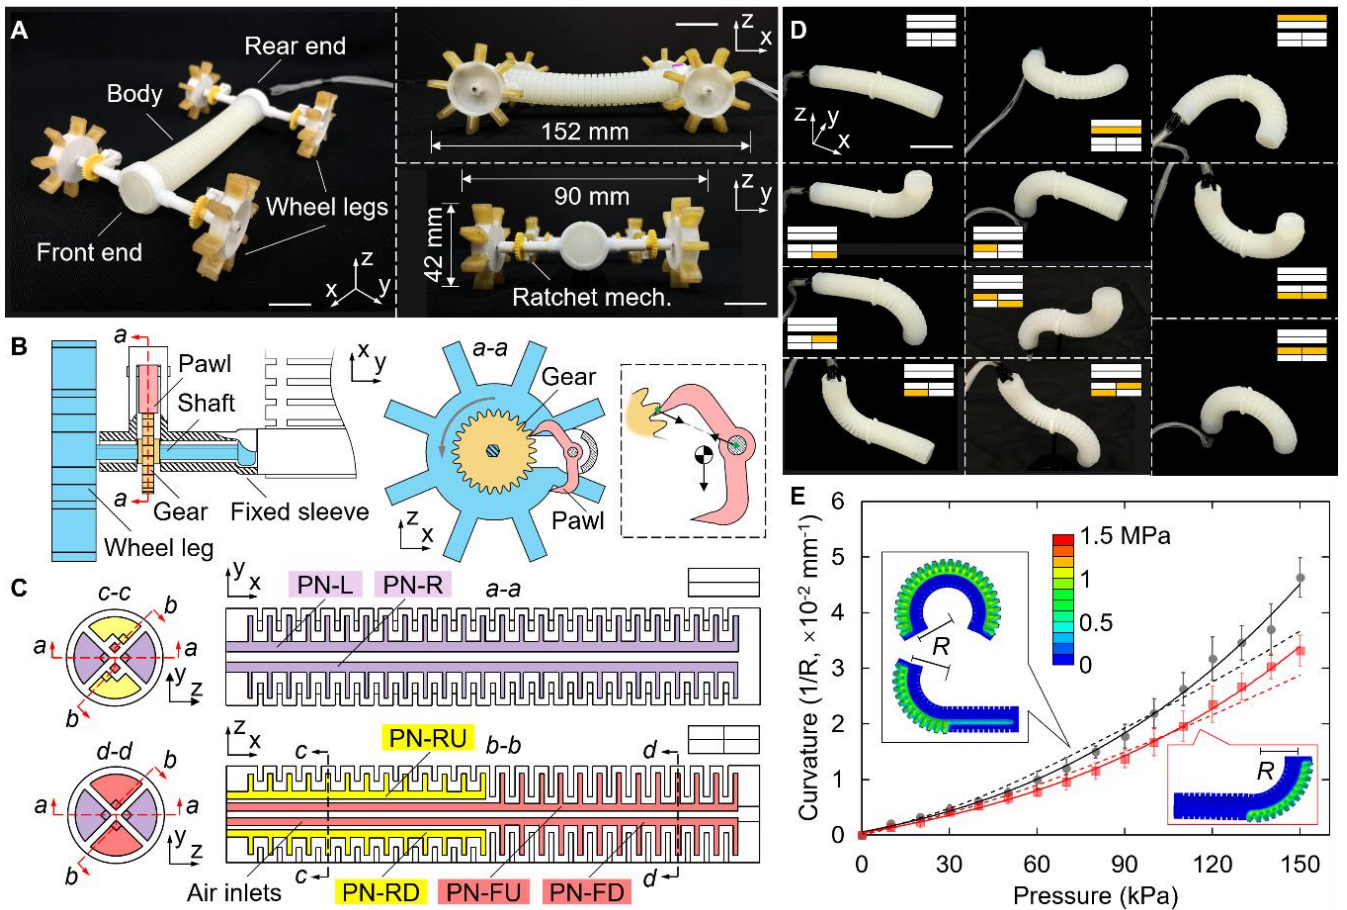 A
Rear end
Body
Wheel legs
Front end
z
x
y
z
x
152 mm
90 mm
z
y
42 mm
Ratchet mech.
B
a
Pawl
Shaft
x
y
a
Gear
Fixed sleeve
Wheel leg
a-a
Gear
z
x
Pawl
C
c-c
b
a
a
y
z
b
y
x
PN-L
PN-R
a-a
d-d
b
a
a
y
z
b
z
x
c
PN-RU
b-b
d
Air inlets
c
PN-RD
PN-FU
PN-FD
d
D
z
y
x
E
Curvature (1/R, ×10⁻² mm⁻¹)
6
5
4
3
2
1
0
1.5 MPa
1
0.5
0
R
R
R
0
30
60
90
120
150
Pressure (kPa)